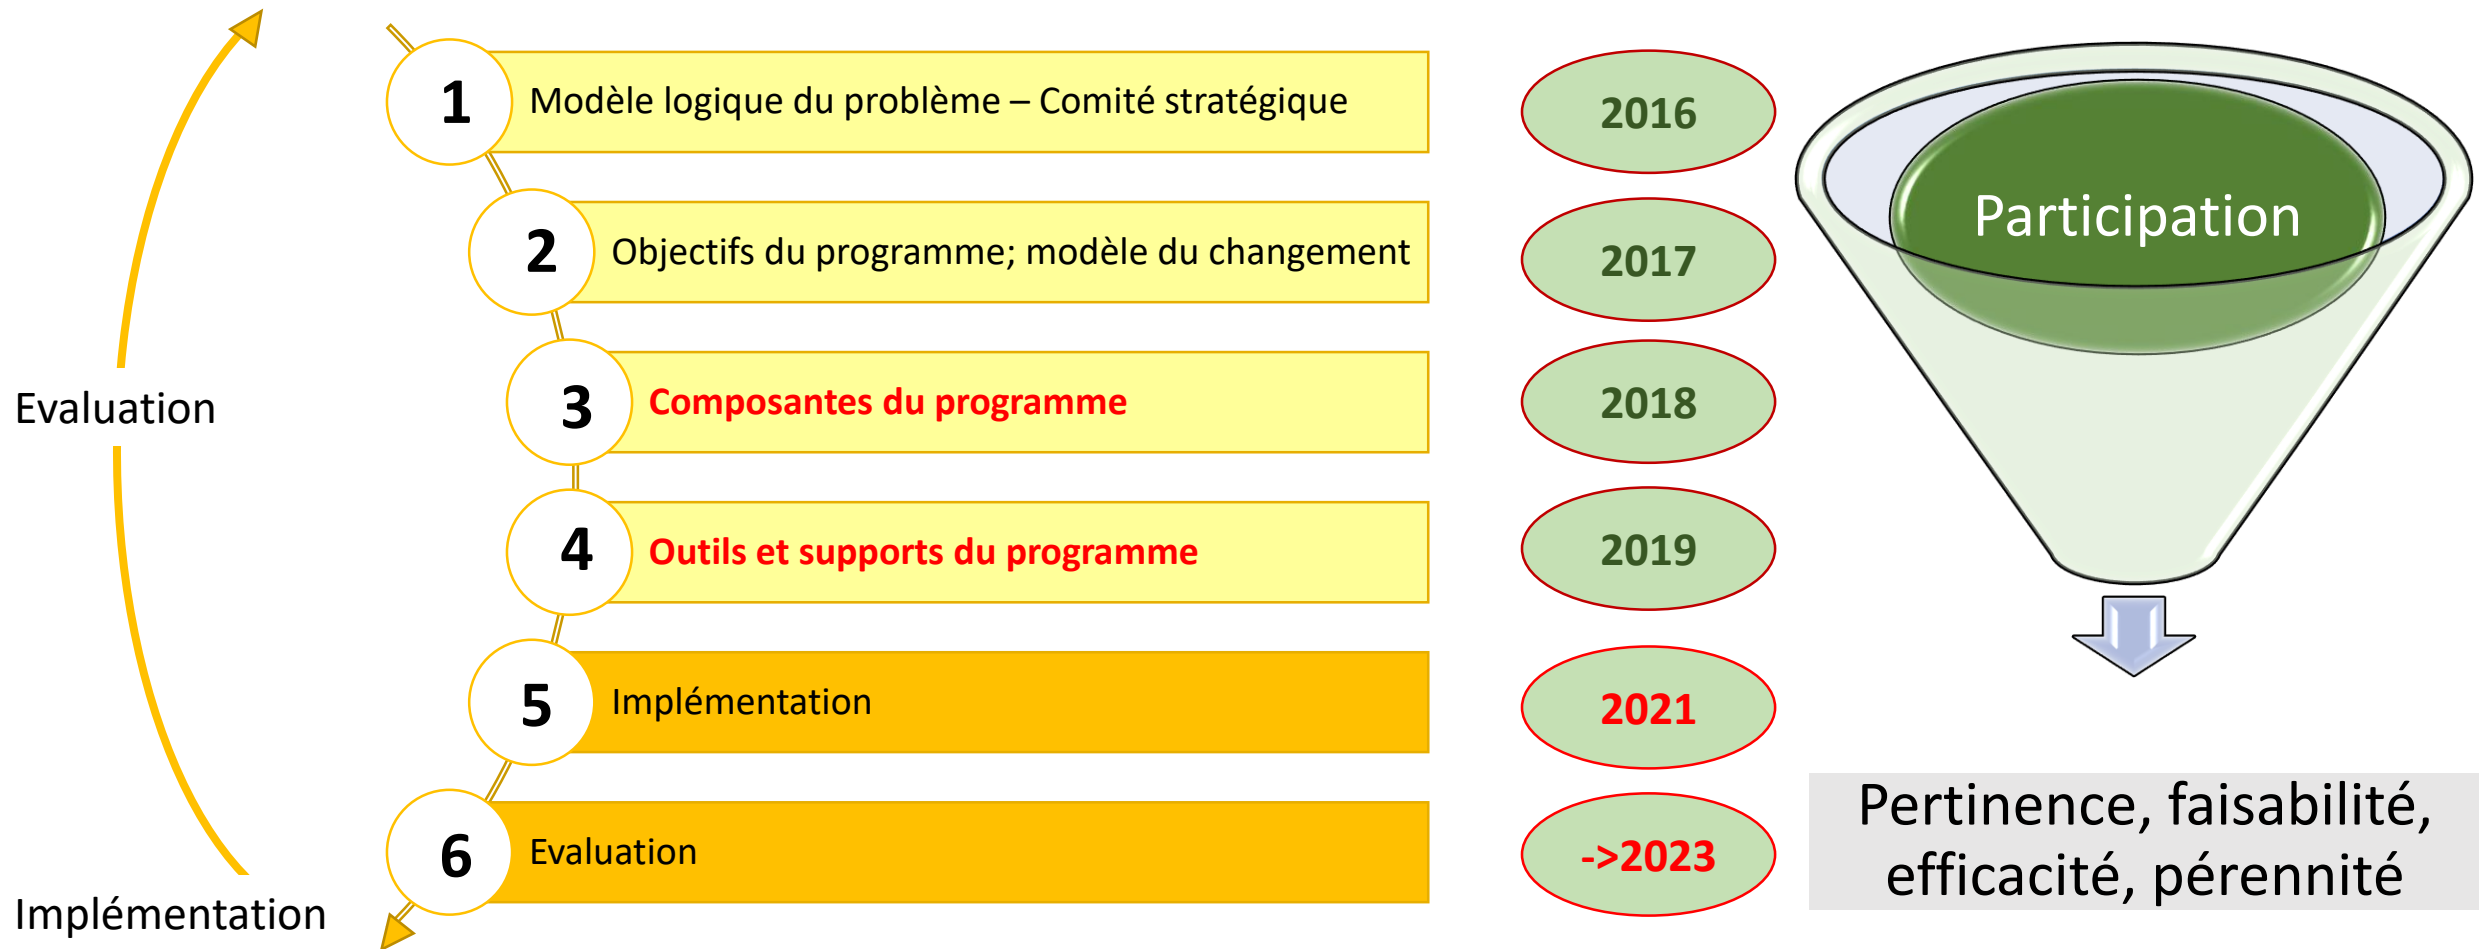 1
Modèle logique du problème – Comité stratégique
2016
2
Objectifs du programme; modèle du changement
2017
3
Composantes du programme
2018
4
Outils et supports du programme
2019
5
Implémentation
2021
6
Evaluation
->2023
Evaluation
Implémentation
Participation
Pertinence, faisabilité,
efficacité, pérennité